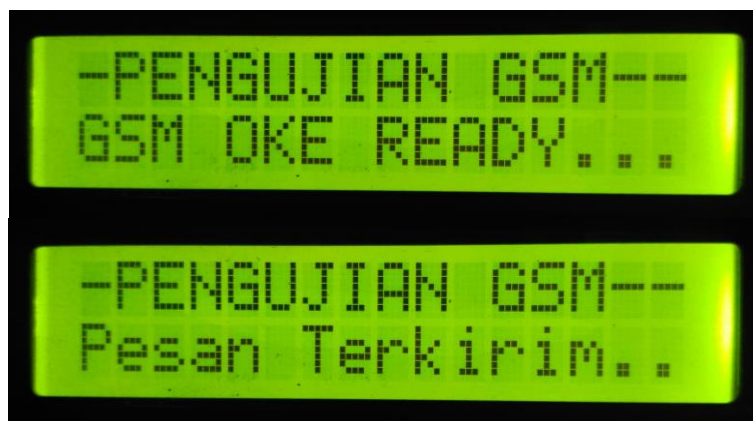 -PENGUJIAN GSM--
GSM OKE READY...
-PENGUJIAN GSM--
Pesan Terkirim..